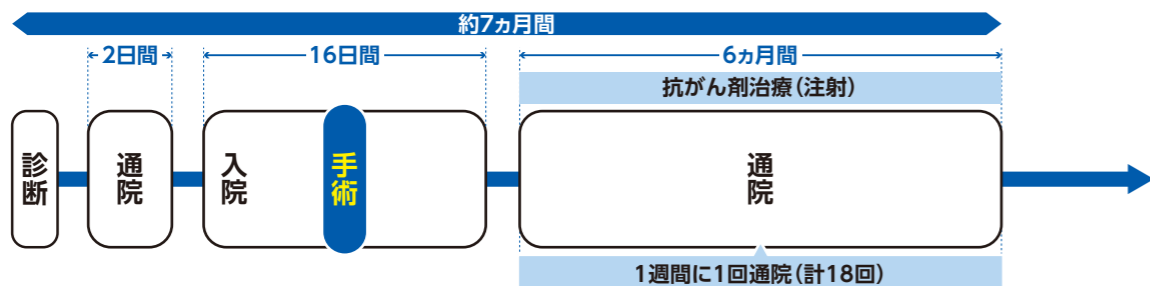 約7ヵ月間
2日間
16日間
6ヵ月間
抗がん剤治療（注射）
診断
通院
入院
手術
通院
1週間に1回通院（計18回）